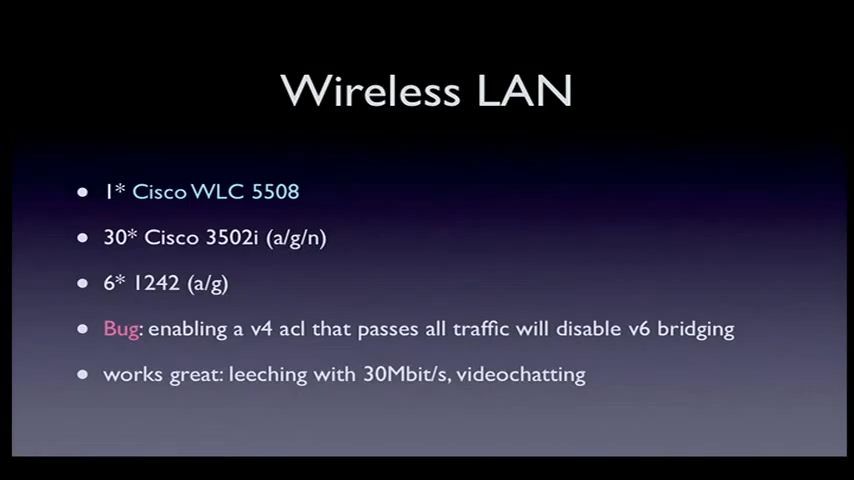 Wireless LAN
• 1* Cisco WLC 5508
• 30* Cisco 3502i (a/g/n)
• 6* 1242 (a/g)
• Bug: enabling a v4 acl that passes all traffic will disable v6 bridging
• works great: leeching with 30Mbit/s, videochatting